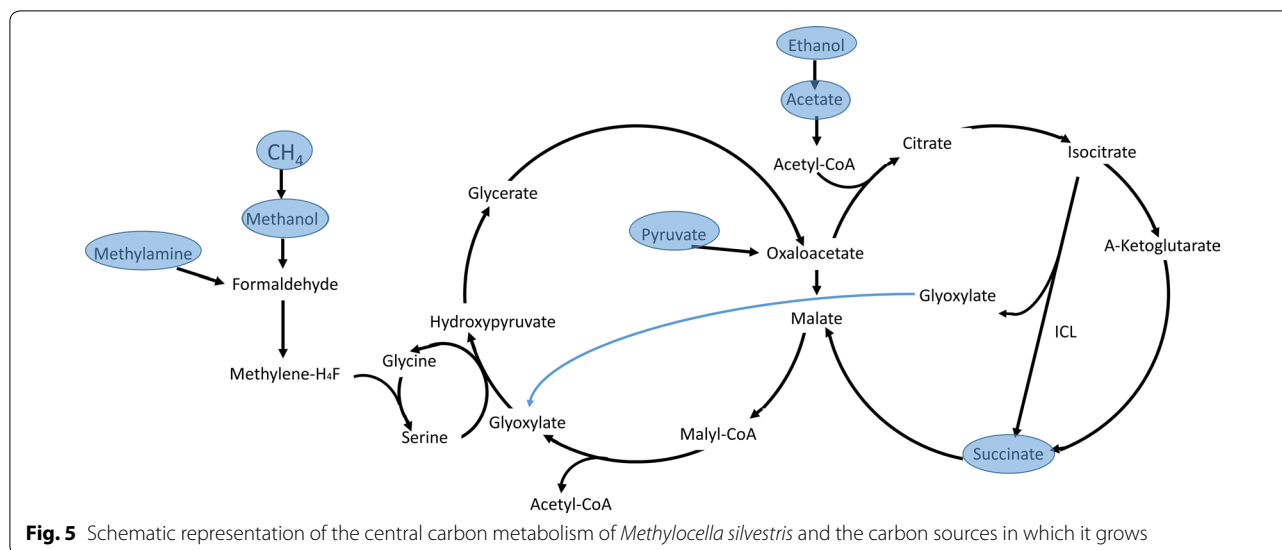 Ethanol
Acetate
CH₄
Citrate
Acetyl-CoA
Isocitrate
Glycerate
Methanol
Pyruvate
Methylamine
Oxaloacetate
A-Ketoglutarate
Formaldehyde
Glyoxylate
Hydroxypyruvate
Malate
ICL
Glycine
Methylene-H₄F
Glyoxylate
Serine
Malyl-CoA
Succinate
Acetyl-CoA
Fig. 5 Schematic representation of the central carbon metabolism of Methylocella silvestris and the carbon sources in which it grows